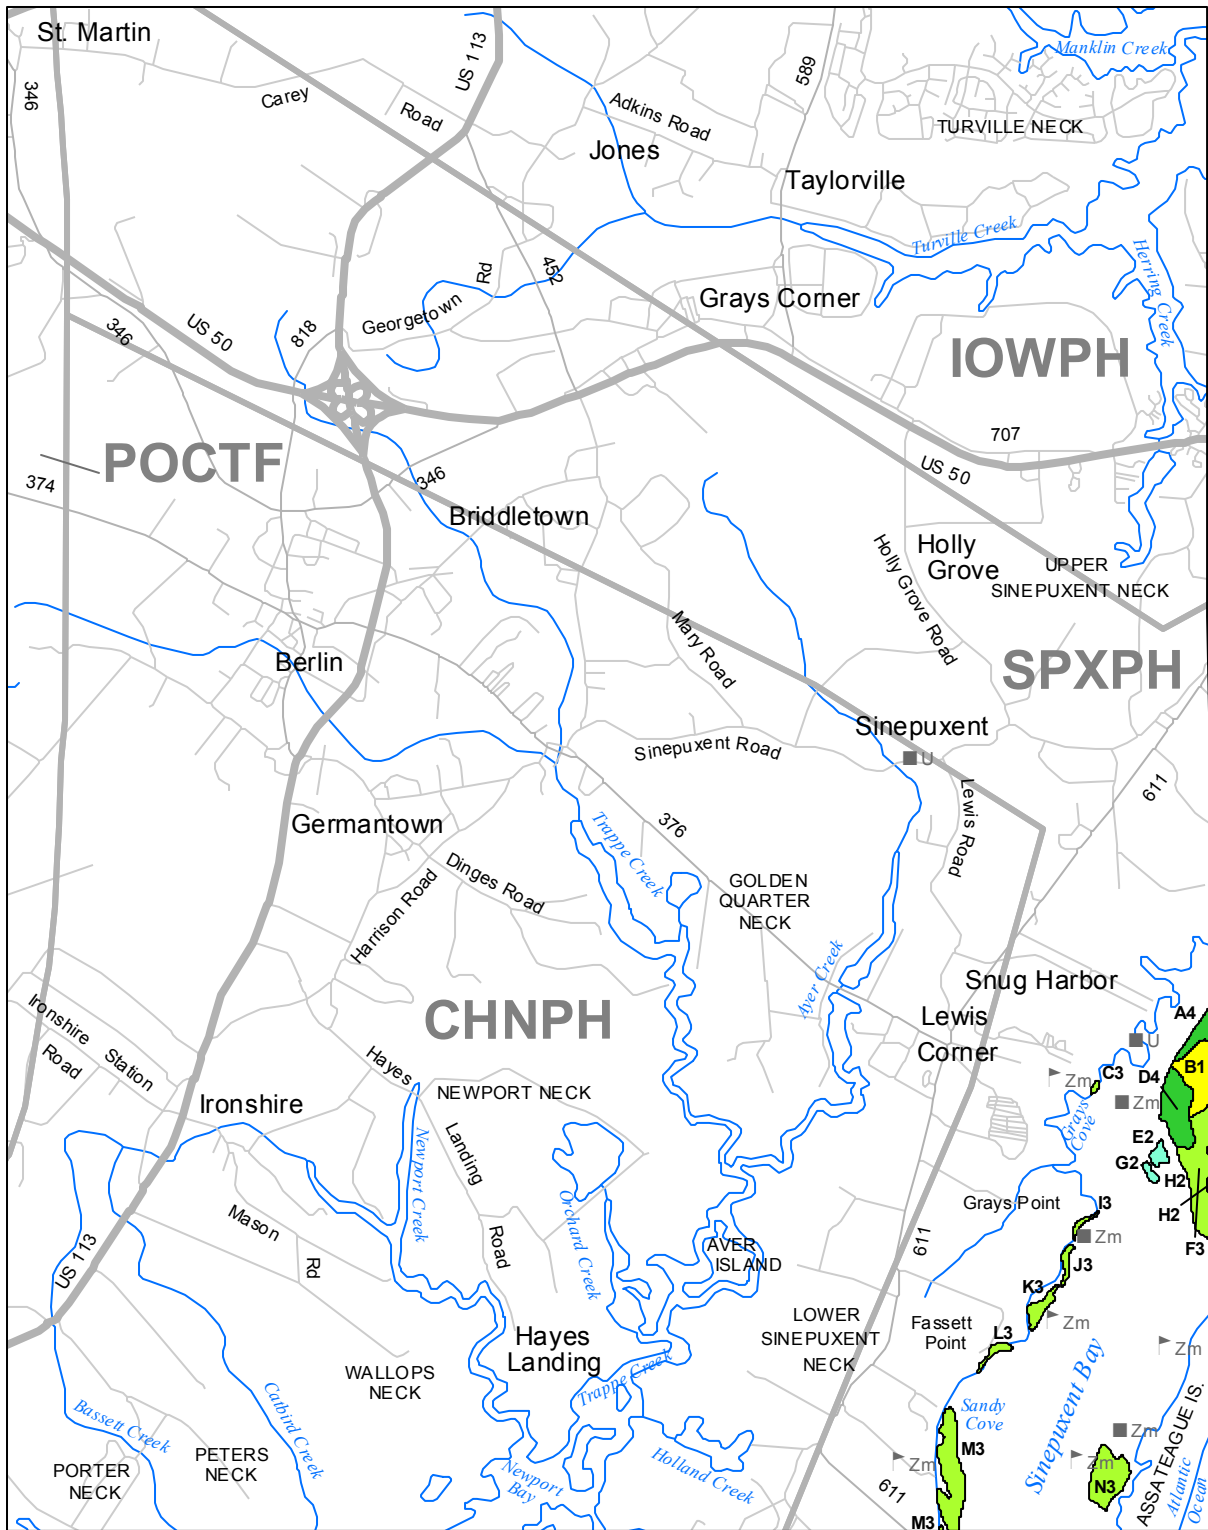 St. Martin
US 113
589
Manklin Creek
346
Carey
Road
Adkins Road
TURVILLE NECK
Jones
Taylorville
Turville Creek
Herring Creek
452
Rd
Georgetown
Grays Corner
818
US 50
346
IOWPH
707
US 50
POCTF
374
346
Briddletown
Holly
Grove
UPPER
SINEPUXENT NECK
Holly Grove Road
Mary Road
Berlin
SPXPH
Sinepuxent
Sinepuxent Road
U
Lewis Road
611
Germantown
Trappe Creek
376
Dinges Road
Harrison Road
GOLDEN
QUARTER
NECK
Ayer Creek
Snug Harbor
Ironshire Station
Road
CHNPH
Lewis
Corner
A4
U
Hayes
NEWPORT NECK
Zm
C3
D4
B1
Zm
Ironshire
Grays
Cove
E2
G2
H2
Landing
Newport Creek
Orchard Creek
Grays Point
I3
H2
Mason
Rd
Road
US 113
AYER
ISLAND
611
Zm
F3
J3
K3
Hayes
Landing
LOWER
SINEPUXENT
NECK
Fassett
Point
L3
Zm
Zm
WALLOPS
NECK
Trappe Creek
Sinepuxent Bay
ASSATEAGUE IS.
Bassett Creek
Catbird Creek
Sandy
Cove
Zm
PORTER
NECK
PETERS
NECK
Newport
Bay
Holland Creek
M3
Zm
Zm
N3
611
M3
Atlantic
Ocean